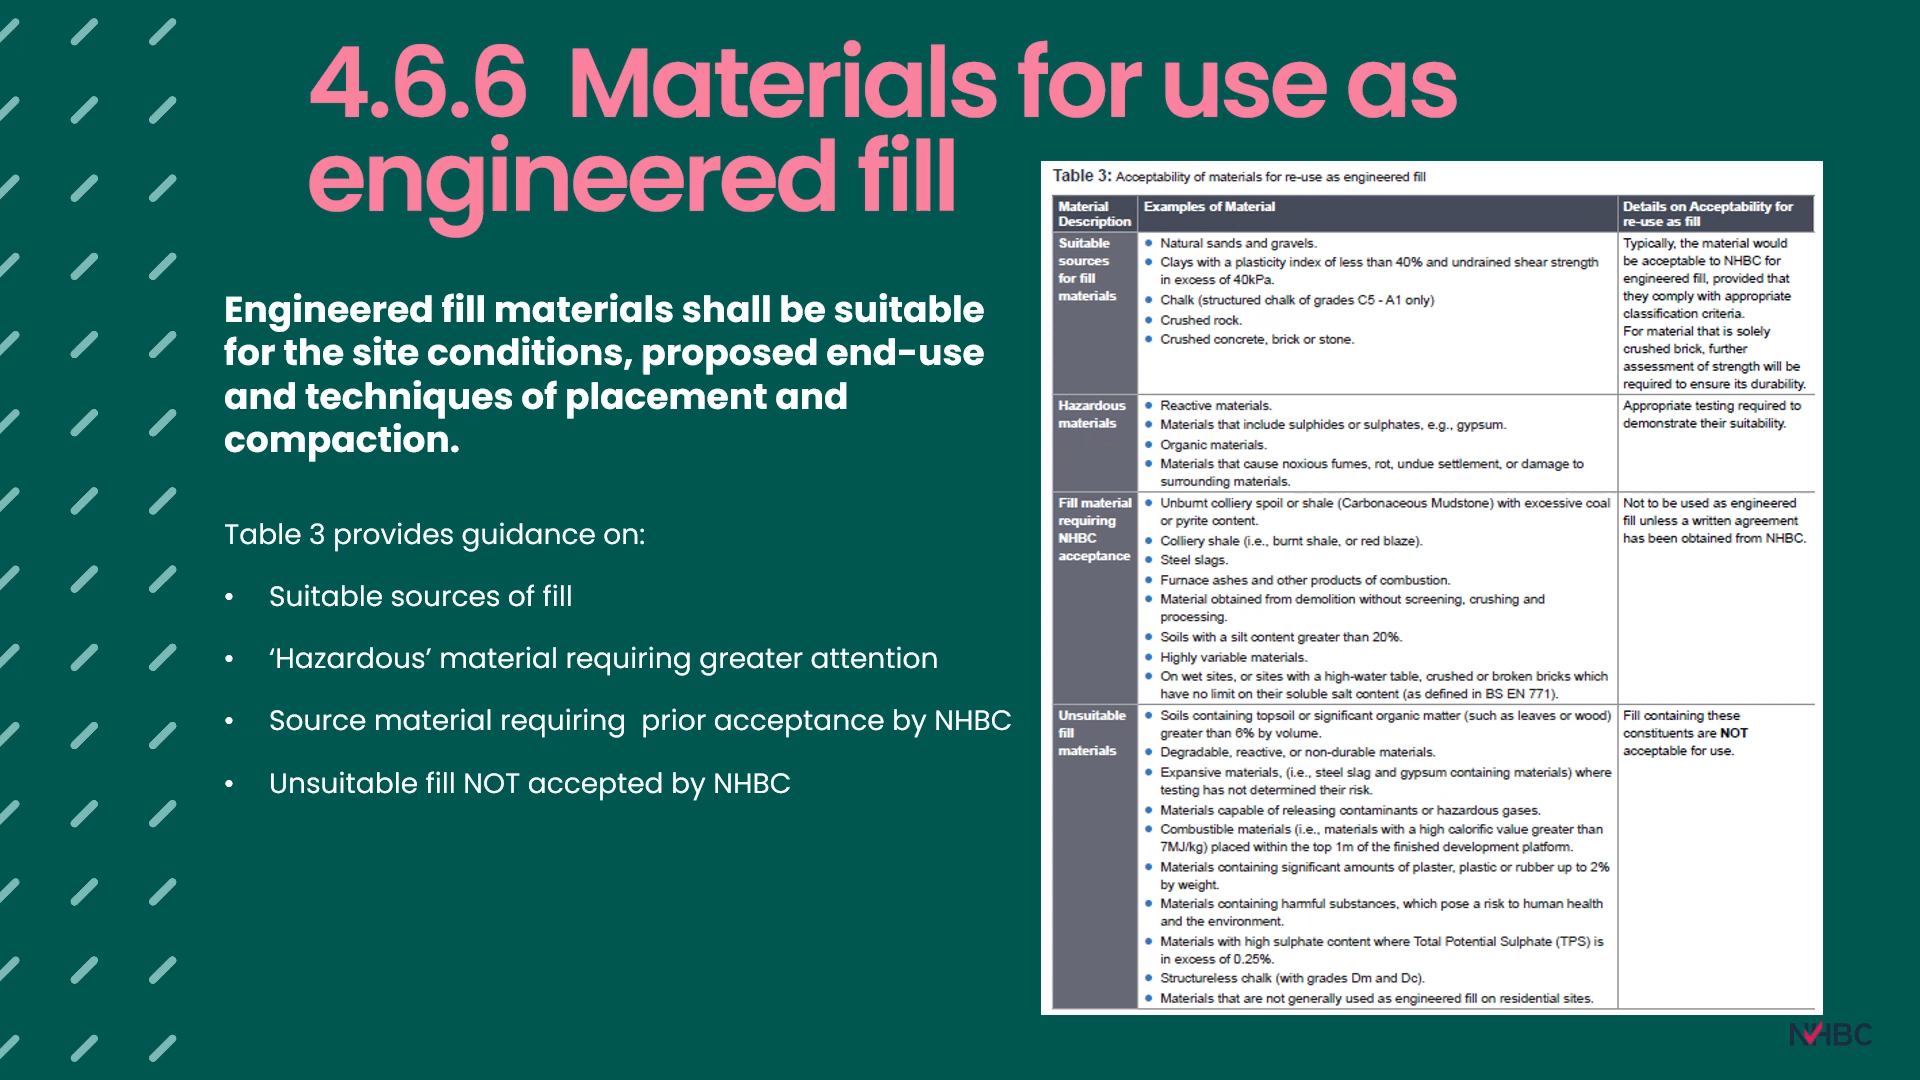 4.6.6  Materials for use as
engineered fill
Engineered fill materials shall be suitable
for the site conditions, proposed end-use
and techniques of placement and
compaction.
Table 3 provides guidance on:
• Suitable sources of fill
• ‘Hazardous’ material requiring greater attention
• Source material requiring  prior acceptance by NHBC
• Unsuitable fill NOT accepted by NHBC
Table 3: Acceptability of materials for re-use as engineered fill
Material
Description
Examples of Material
Details on Acceptability for
re-use as fill
Suitable
sources
for fill
materials
• Natural sands and gravels.
• Clays with a plasticity index of less than 40% and undrained shear strength
in excess of 40kPa.
• Chalk (structured chalk of grades C5 - A1 only)
• Crushed rock.
• Crushed concrete, brick or stone.
Typically, the material would
be acceptable to NHBC for
engineered fill, provided that
they comply with appropriate
classification criteria.
For material that is solely
crushed brick, further
assessment of strength will be
required to ensure its durability.
Hazardous
materials
• Reactive materials.
• Materials that include sulphides or sulphates, e.g., gypsum.
• Organic materials.
• Materials that cause noxious fumes, rot, undue settlement, or damage to
surrounding materials.
Appropriate testing required to
demonstrate their suitability.
Fill material
requiring
NHBC
acceptance
• Unburnt colliery spoil or shale (Carbonaceous Mudstone) with excessive coal
or pyrite content.
• Colliery shale (i.e., burnt shale, or red blaze).
• Steel slags.
• Furnace ashes and other products of combustion.
• Material obtained from demolition without screening, crushing and
processing.
• Soils with a silt content greater than 20%.
• Highly variable materials.
• On wet sites, or sites with a high-water table, crushed or broken bricks which
have no limit on their soluble salt content (as defined in BS EN 771).
Not to be used as engineered
fill unless a written agreement
has been obtained from NHBC.
Unsuitable
fill
materials
• Soils containing topsoil or significant organic matter (such as leaves or wood)
greater than 6% by volume.
• Degradable, reactive, or non-durable materials.
• Expansive materials, (i.e., steel slag and gypsum containing materials) where
testing has not determined their risk.
• Materials capable of releasing contaminants or hazardous gases.
• Combustible materials (i.e., materials with a high calorific value greater than
7MJ/kg) placed within the top 1m of the finished development platform.
• Materials containing significant amounts of plaster, plastic or rubber up to 2%
by weight.
• Materials containing harmful substances, which pose a risk to human health
and the environment.
• Materials with high sulphate content where Total Potential Sulphate (TPS) is
in excess of 0.25%.
• Structureless chalk (with grades Dm and Dc).
• Materials that are not generally used as engineered fill on residential sites.
Fill containing these
constituents are NOT
acceptable for use.
NHBC